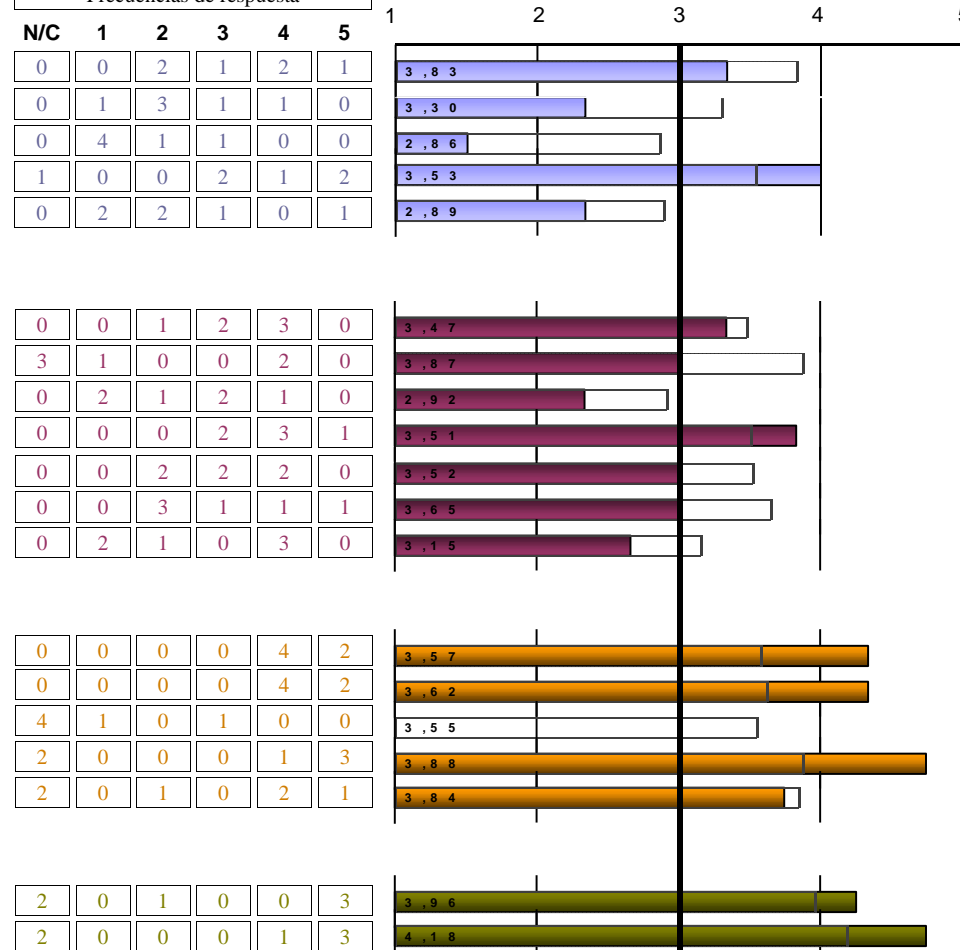 Frecuencias de respuesta
1 2 3 4 5
N/C 1 2 3 4 5
0 0 2 1 2 1 3,83
0 1 3 1 1 0 3,30
0 4 1 1 0 0 2,86
1 0 0 2 1 2 3,53
0 2 2 1 0 1 2,89
0 0 1 2 3 0 3,47
3 1 0 0 2 0 3,87
0 2 1 2 1 0 2,92
0 0 0 2 3 1 3,51
0 0 2 2 2 0 3,52
0 0 3 1 1 1 3,65
0 2 1 0 3 0 3,15
0 0 0 0 4 2 3,57
0 0 0 0 4 2 3,62
4 1 0 1 0 0 3,55
2 0 0 0 1 3 3,88
2 0 1 0 2 1 3,84
2 0 1 0 0 3 3,96
2 0 0 0 1 3 4,18